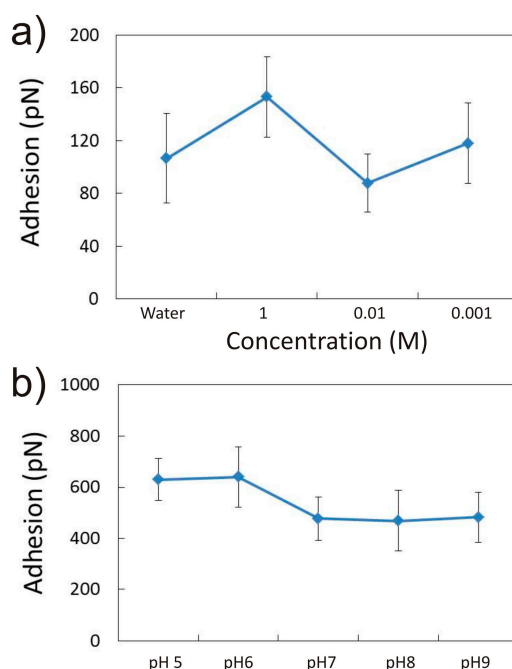 a)
Adhesion (pN)
200
160
120
80
40
0
Water 1 0.01 0.001
Concentration (M)
b)
Adhesion (pN)
1000
800
600
400
200
0
pH 5 pH6 pH7 pH8 pH9